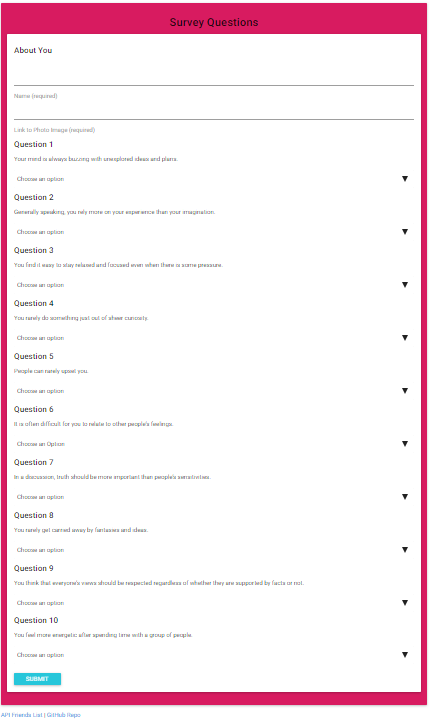 Survey Questions
About You
Name (required)
Link to Photo Image (required)
Question 1
Your mind is always buzzing with unexplored ideas and plans.
Choose an option
Question 2
Generally speaking, you rely more on your experience than your imagination.
Choose an option
Question 3
You find it easy to stay relaxed and focused even when there is some pressure.
Choose an option
Question 4
You rarely do something just out of sheer curiosity.
Choose an option
Question 5
People can rarely upset you.
Choose an option
Question 6
It is often difficult for you to relate to other people's feelings.
Choose an Option
Question 7
In a discussion, truth should be more important than people's sensitivities.
Choose an option
Question 8
You rarely get carried away by fantasies and ideas.
Choose an option
Question 9
You think that everyone's views should be respected regardless of whether they are supported by facts or not.
Choose an option
Question 10
You feel more energetic after spending time with a group of people.
Choose an option
SUBMIT
API Friends List | GitHub Repo